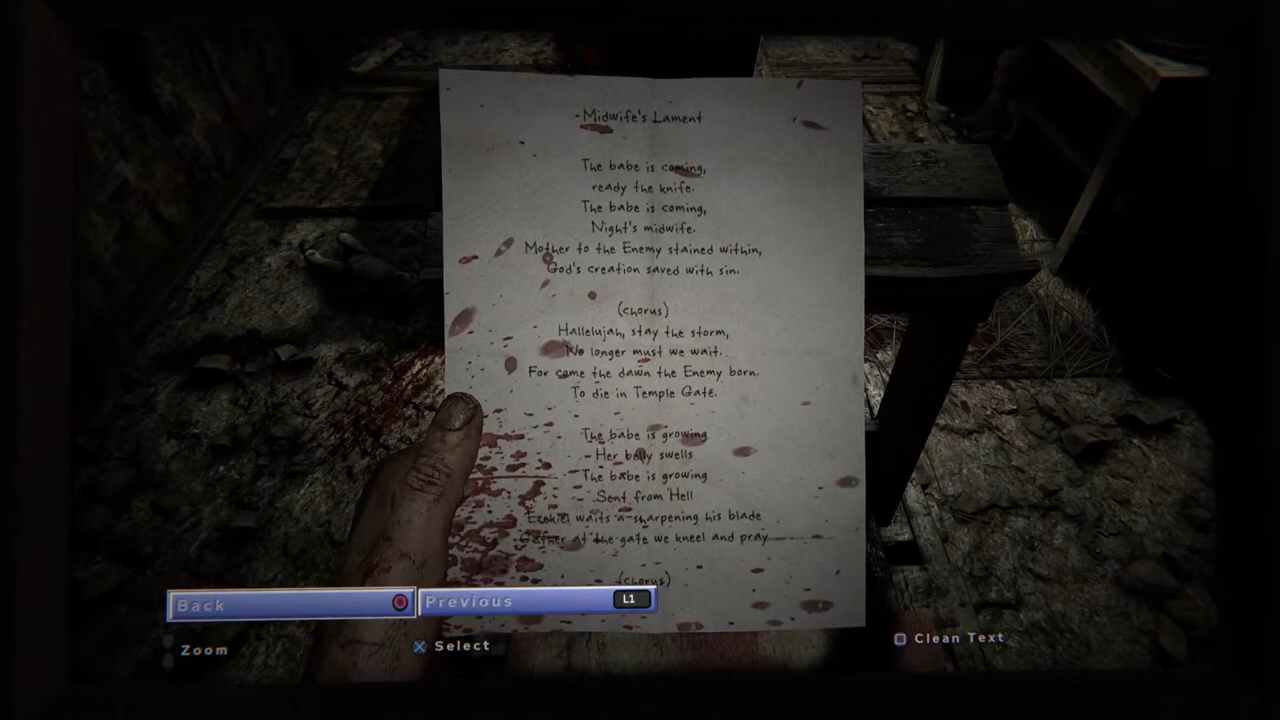 - Midwife's Lament
The babe is coming,
ready the knife.
The babe is coming,
Night's midwife.
Mother to the Enemy stained within,
God's creation saved with sin.
(chorus)
Hallelujah, stay the storm,
No longer must we wait.
For come the dawn the Enemy born.
To die in Temple Gate.
The babe is growing
Her belly swells
The babe is growing
Sent from Hell
Ezekiel waits a-sharpening his blade
Gather at the gate we kneel and pray
(chorus)
Back
Previous L1
Zoom
Select
Clean Text